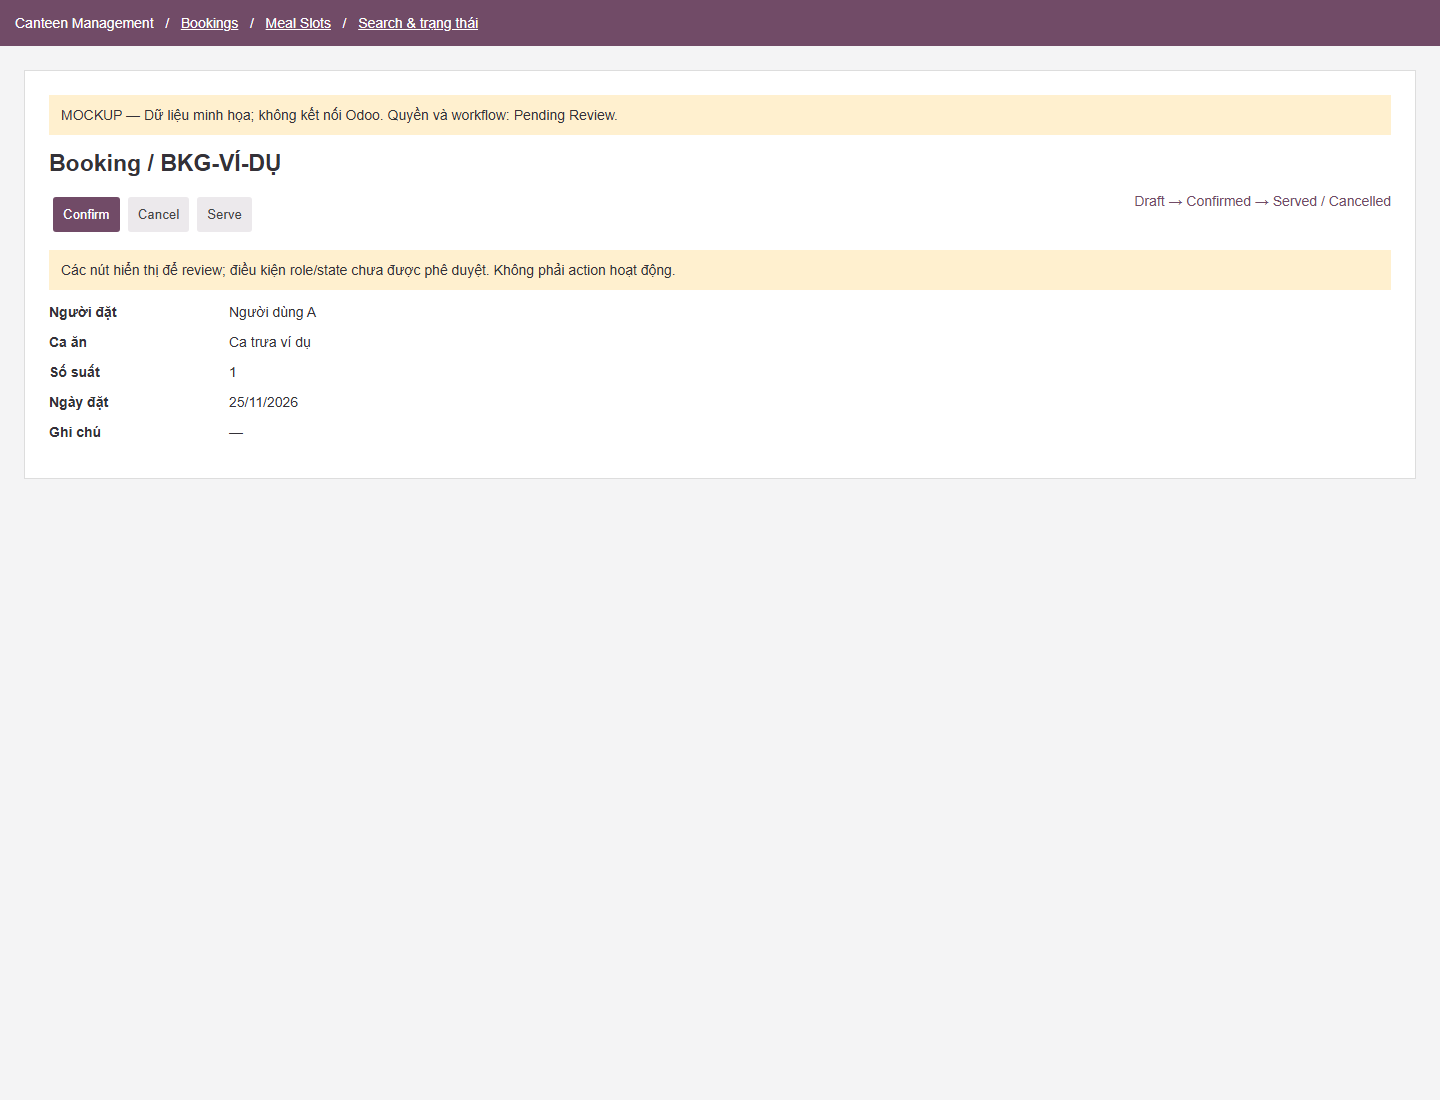 Canteen Management / Bookings / Meal Slots / Search & trạng thái
MOCKUP — Dữ liệu minh họa; không kết nối Odoo. Quyền và workflow: Pending Review.
Booking / BKG-VÍ-DỤ
Confirm Cancel Serve Draft → Confirmed → Served / Cancelled
Các nút hiển thị để review; điều kiện role/state chưa được phê duyệt. Không phải action hoạt động.
Người đặt Người dùng A
Ca ăn Ca trưa ví dụ
Số suất 1
Ngày đặt 25/11/2026
Ghi chú —